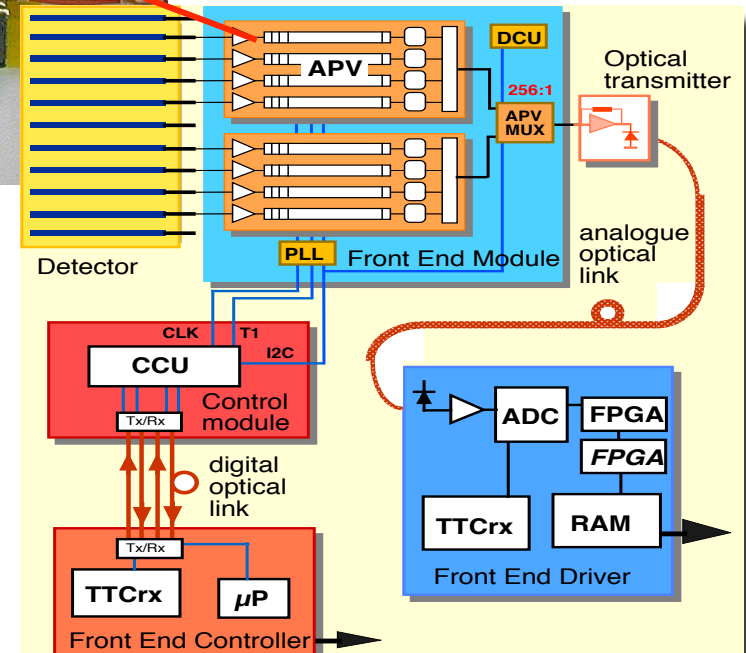 DCU
Optical
transmitter
APV
256:1
APV
MUX
analogue
optical
link
PLL
Front End Module
Detector
CLK
T1
I2C
CCU
Control
module
Tx/Rx
digital
optical
link
ADC
FPGA
FPGA
TTCrx
RAM
Front End Driver
Tx/Rx
TTCrx
µP
Front End Controller